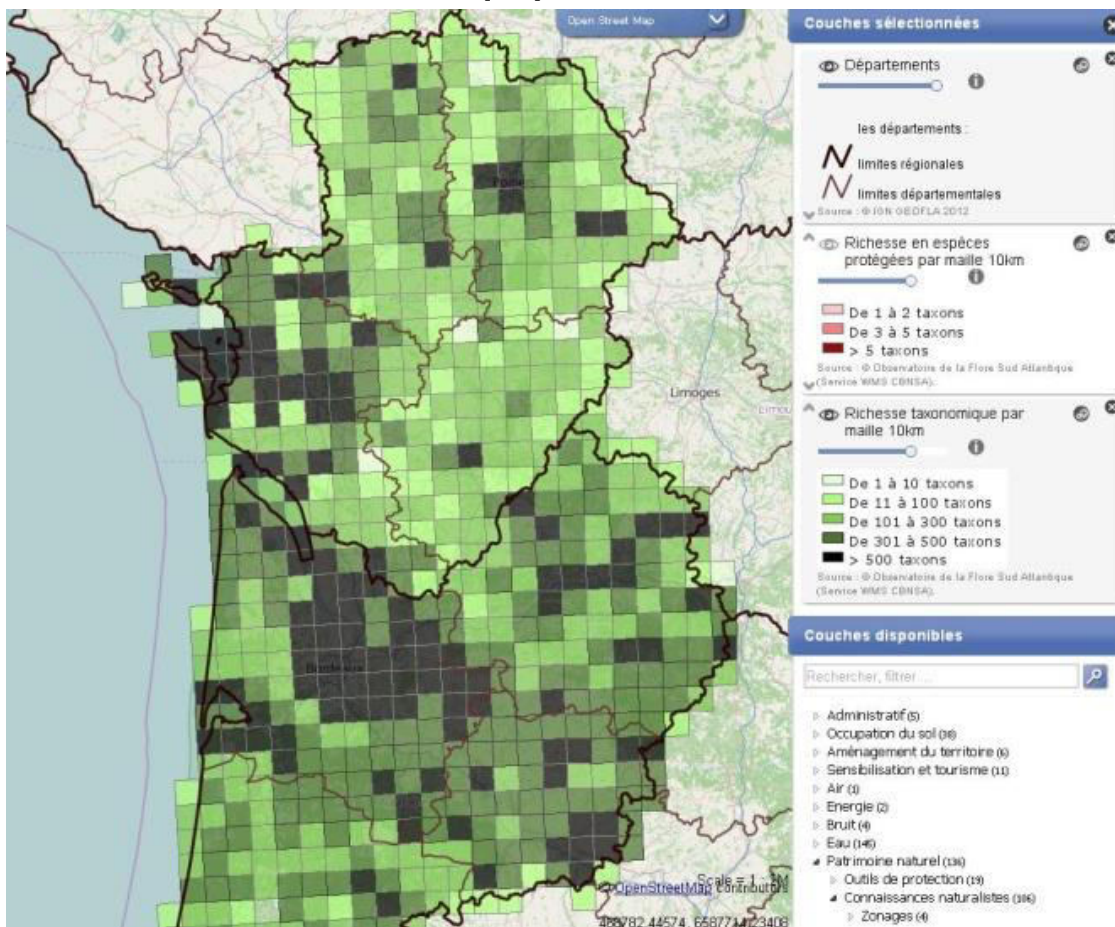 Open Street Map
Couches sélectionnées
Départements
les départements :
limites régionales
limites départementales
Source : © IGN GEOFLA 2012
Richesse en espèces
protégées par maille 10km
De 1 à 2 taxons
De 3 à 5 taxons
> 5 taxons
Source : © Observatoire de la Flore Sud Atlantique
(Service WMS CBNSA).
Richesse taxonomique par
maille 10km
De 1 à 10 taxons
De 11 à 100 taxons
De 101 à 300 taxons
De 301 à 500 taxons
> 500 taxons
Source : © Observatoire de la Flore Sud Atlantique
(Service WMS CBNSA).
Couches disponibles
Rechercher, filtrer ...
Administratif (5)
Occupation du sol (38)
Aménagement du territoire (6)
Sensibilisation et tourisme (11)
Air (1)
Energie (2)
Bruit (4)
Eau (145)
Patrimoine naturel (136)
Outils de protection (19)
Connaissances naturalistes (106)
Zonages (4)
Limoges
Bordeaux
Scale = 1 :
© OpenStreetMap contributors